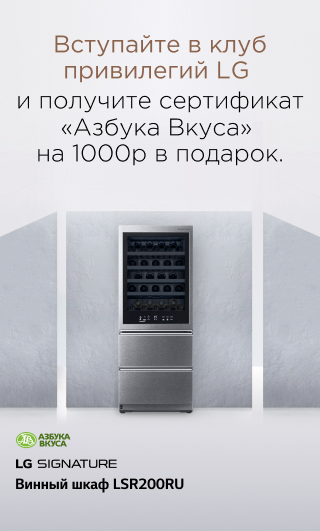 Вступайте в клуб
привилегий LG
и получите сертификат
«Азбука Вкуса»
на 1000р в подарок.
АЗБУКА
ВКУСА
LG SIGNATURE
Винный шкаф LSR200RU